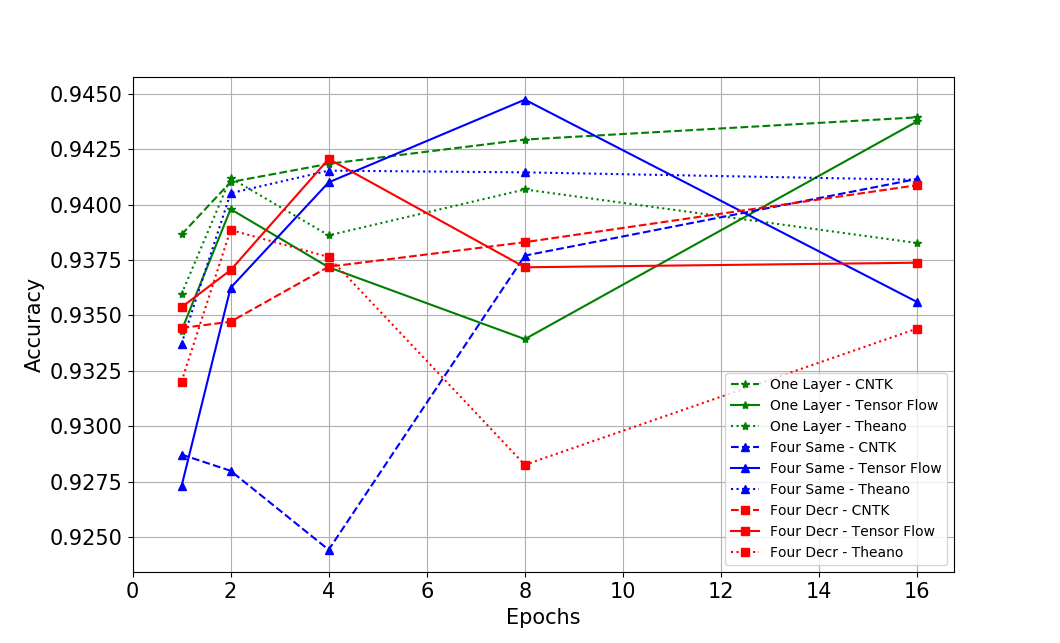 0.9450
0.9425
0.9400
0.9375
0.9350
0.9325
0.9300
0.9275
0.9250
Accuracy
0 2 4 6 8 10 12 14 16
Epochs
One Layer - CNTK
One Layer - Tensor Flow
One Layer - Theano
Four Same - CNTK
Four Same - Tensor Flow
Four Same - Theano
Four Decr - CNTK
Four Decr - Tensor Flow
Four Decr - Theano